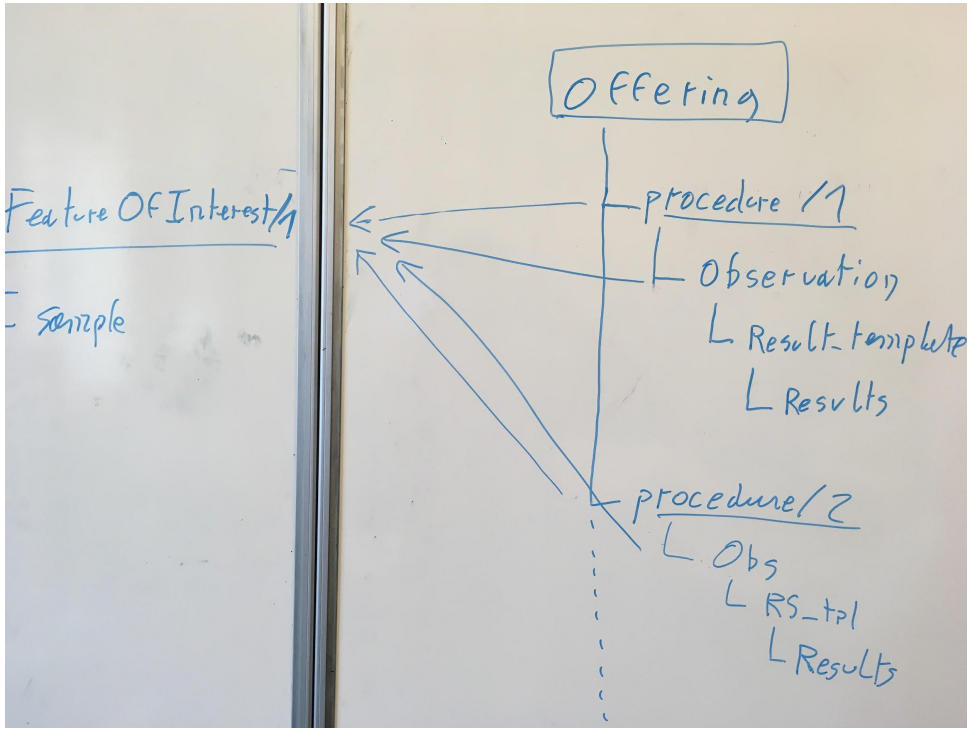 Offering
Feature Of Interest/1
procedure /1
Observation
sample
Result_template
Results
procedure/2
Obs
RS_tpl
Results